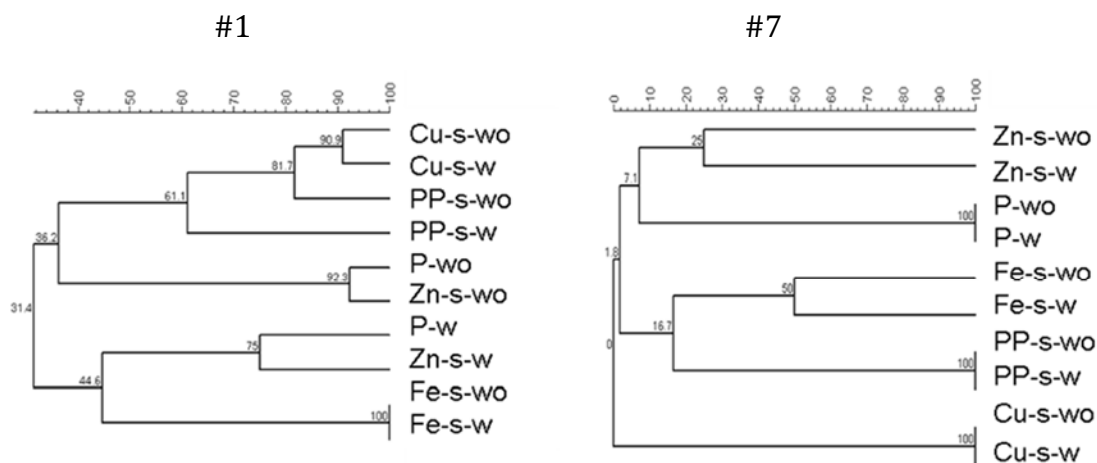 #1
#7
-40
-50
-60
-70
-80
-90
100
-0
-10
-20
-30
-40
-50
-60
-70
-80
-90
100
90.9
81.7
61.1
36.2
92.3
31.4
75
44.6
100
Cu-s-wo
Cu-s-w
PP-s-wo
PP-s-w
P-wo
Zn-s-wo
P-w
Zn-s-w
Fe-s-wo
Fe-s-w
25
7.1
100
1.8
50
16.7
0
100
100
Zn-s-wo
Zn-s-w
P-wo
P-w
Fe-s-wo
Fe-s-w
PP-s-wo
PP-s-w
Cu-s-wo
Cu-s-w